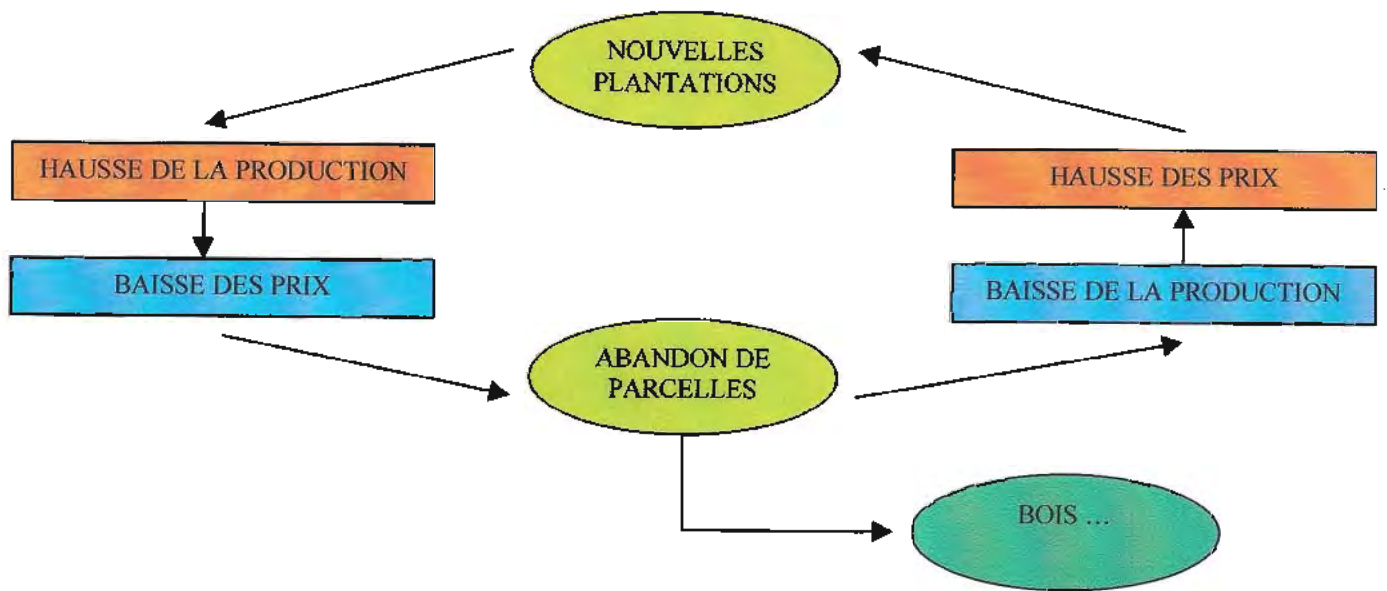 NOUVELLES
PLANTATIONS
HAUSSE DE LA PRODUCTION
HAUSSE DES PRIX
BAISSE DES PRIX
BAISSE DE LA PRODUCTION
ABANDON DE
PARCELLES
BOIS ...